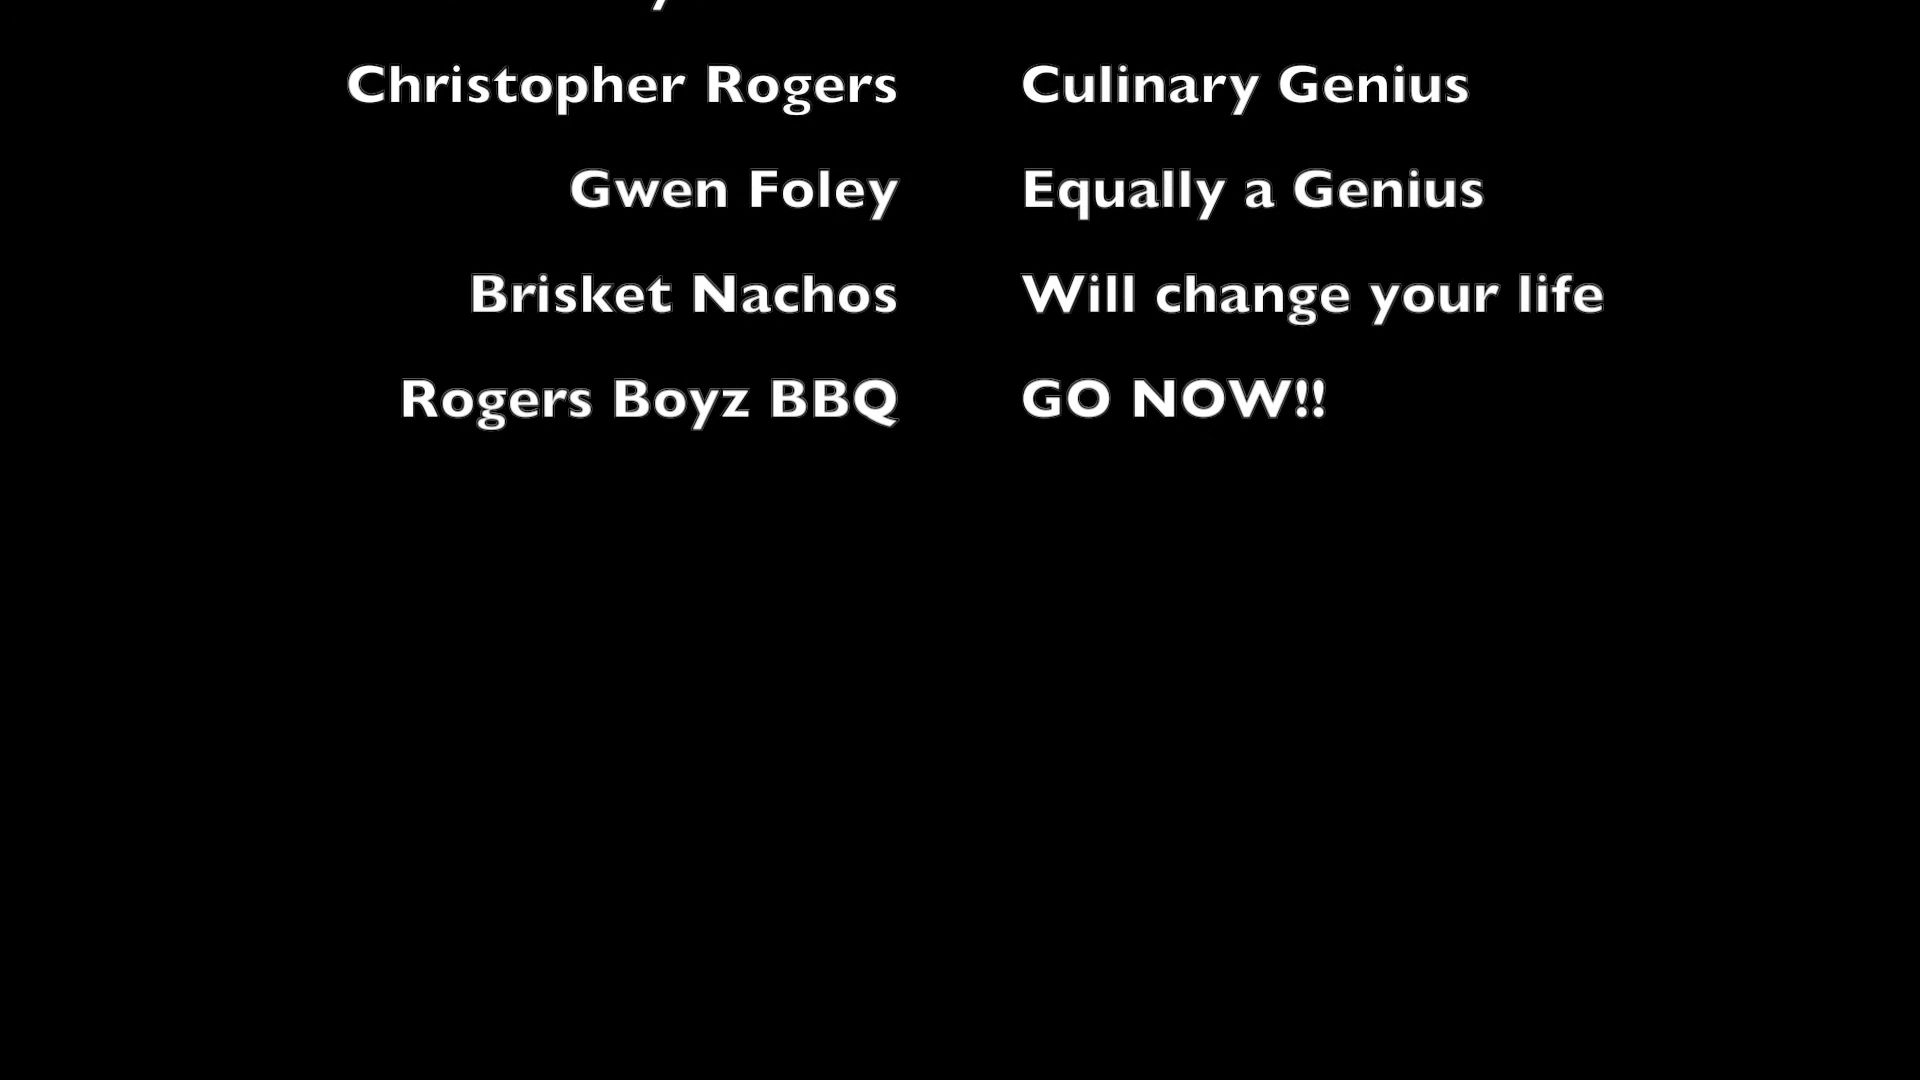 Christopher Rogers Culinary Genius
Gwen Foley Equally a Genius
Brisket Nachos Will change your life
Rogers Boyz BBQ GO NOW!!